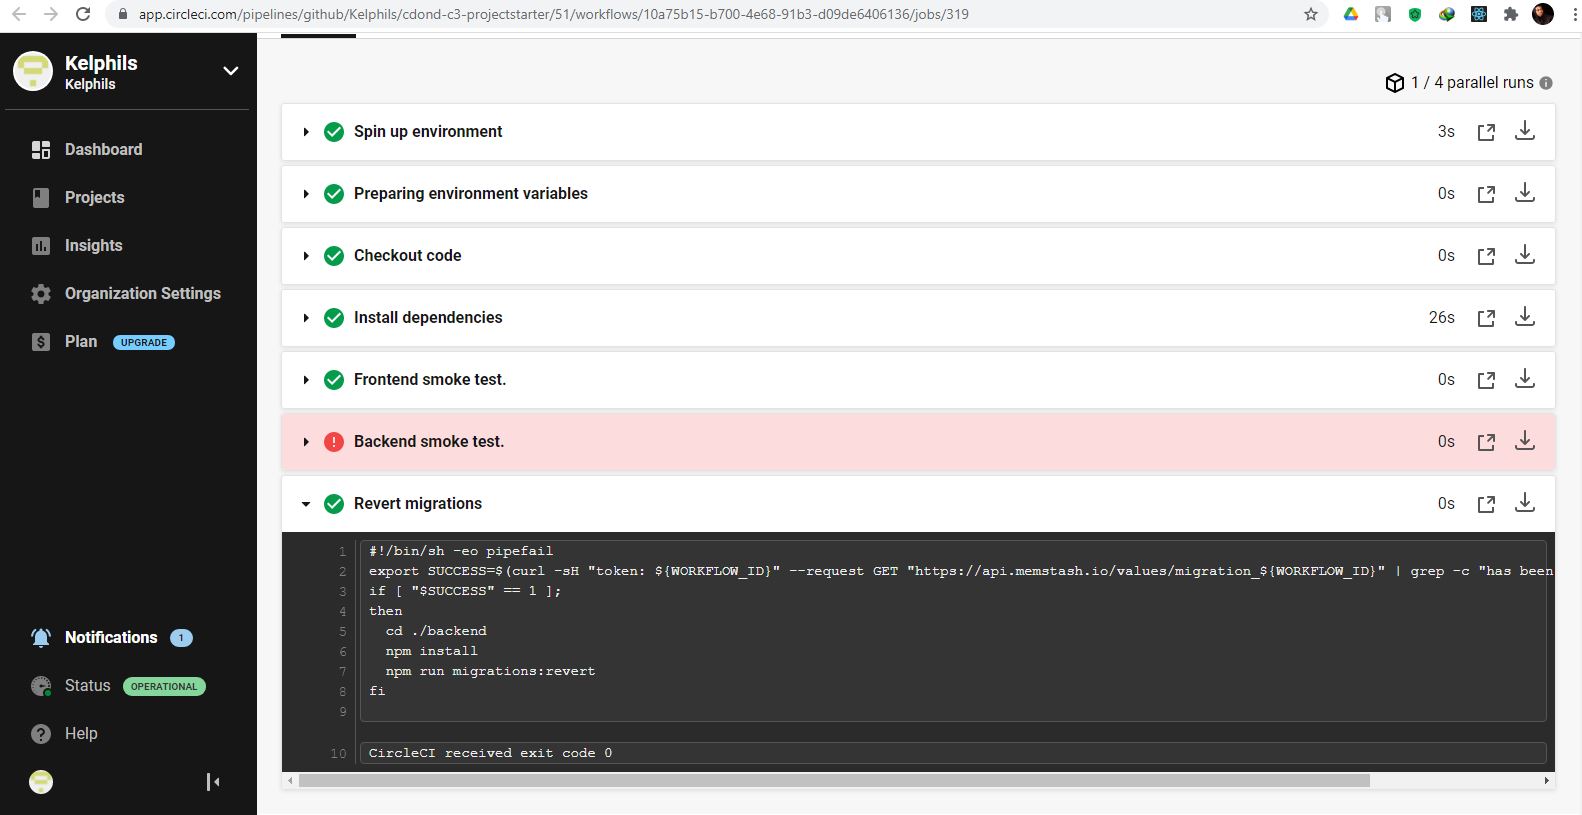 app.circleci.com/pipelines/github/Kelphils/cdond-c3-projectstarter/51/workflows/10a75b15-b700-4e68-91b3-d09de6406136/jobs/319
Kelphils
Kelphils
Dashboard
Projects
Insights
Organization Settings
Plan UPGRADE
Notifications 1
Status OPERATIONAL
Help
1 / 4 parallel runs
Spin up environment 3s
Preparing environment variables 0s
Checkout code 0s
Install dependencies 26s
Frontend smoke test. 0s
Backend smoke test. 0s
Revert migrations 0s
1 #!/bin/sh -eo pipefail
2 export SUCCESS=$(curl -sH "token: ${WORKFLOW_ID}" --request GET "https://api.memstash.io/values/migration_${WORKFLOW_ID}" | grep -c "has been
3 if [ "$SUCCESS" == 1 ];
4 then
5 cd ./backend
6 npm install
7 npm run migrations:revert
8 fi
9
10 CircleCI received exit code 0